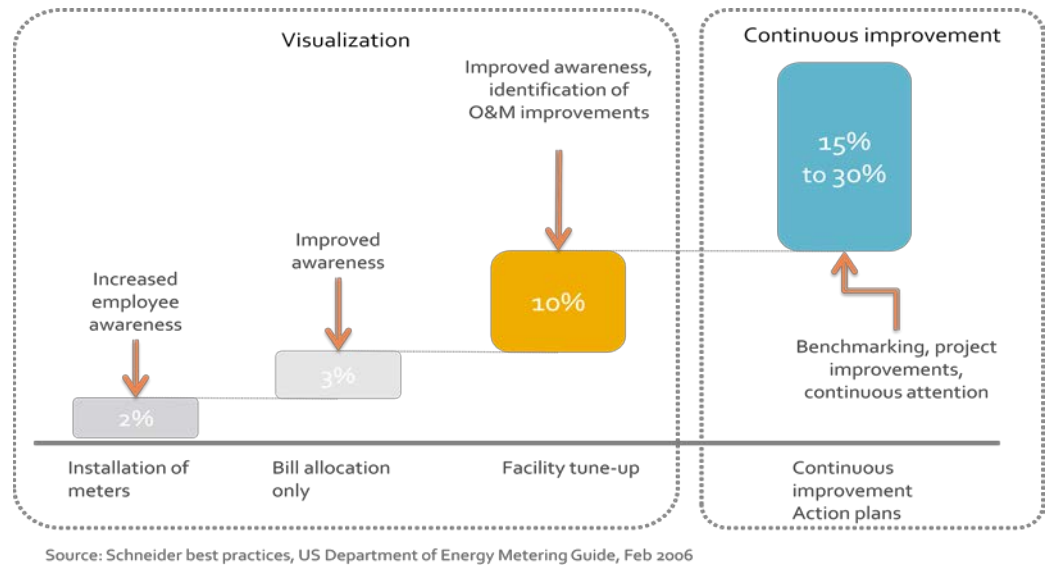 Visualization
Continuous improvement
Improved awareness,
identification of
O&M improvements
15%
to 30%
Improved
awareness
Increased
employee
awareness
10%
3%
2%
Benchmarking, project
improvements,
continuous attention
Installation of
meters
Bill allocation
only
Facility tune-up
Continuous
improvement
Action plans
Source: Schneider best practices, US Department of Energy Metering Guide, Feb 2006